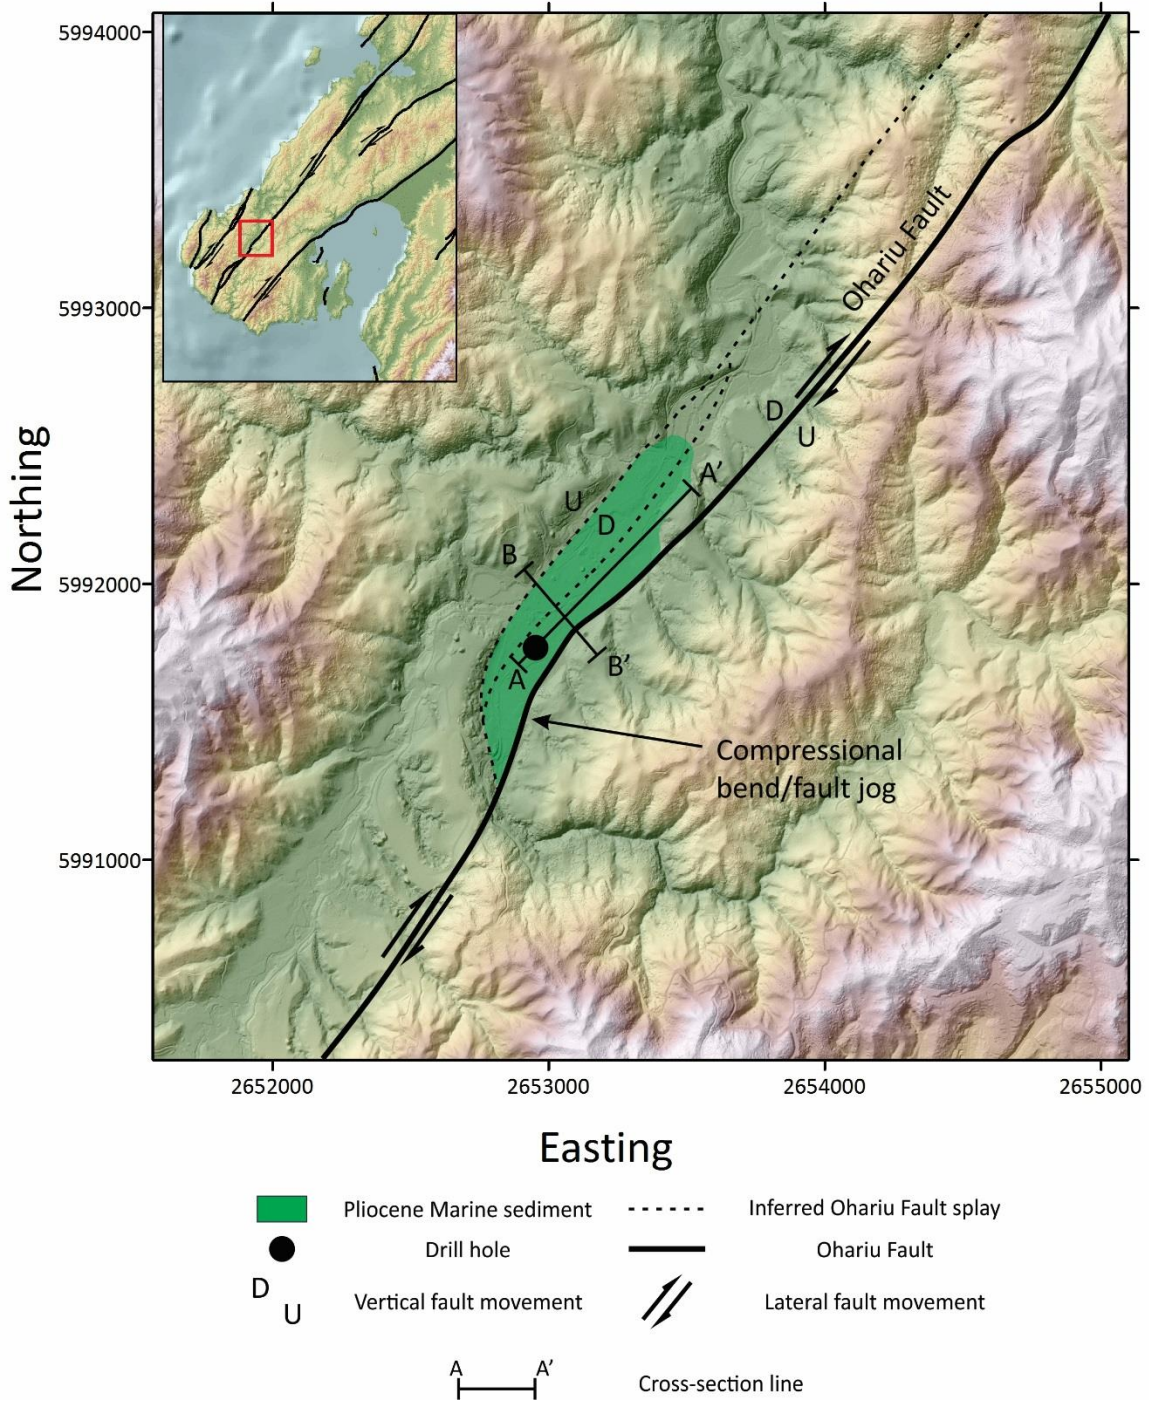 5994000
5993000
5992000
5991000
Northing
Ohariu Fault
D
U
U
D
A'
B
A
B'
Compressional
bend/fault jog
2652000
2653000
2654000
2655000
Easting
Pliocene Marine sediment
Inferred Ohariu Fault splay
Drill hole
Ohariu Fault
D
U
Vertical fault movement
Lateral fault movement
A
A'
Cross-section line